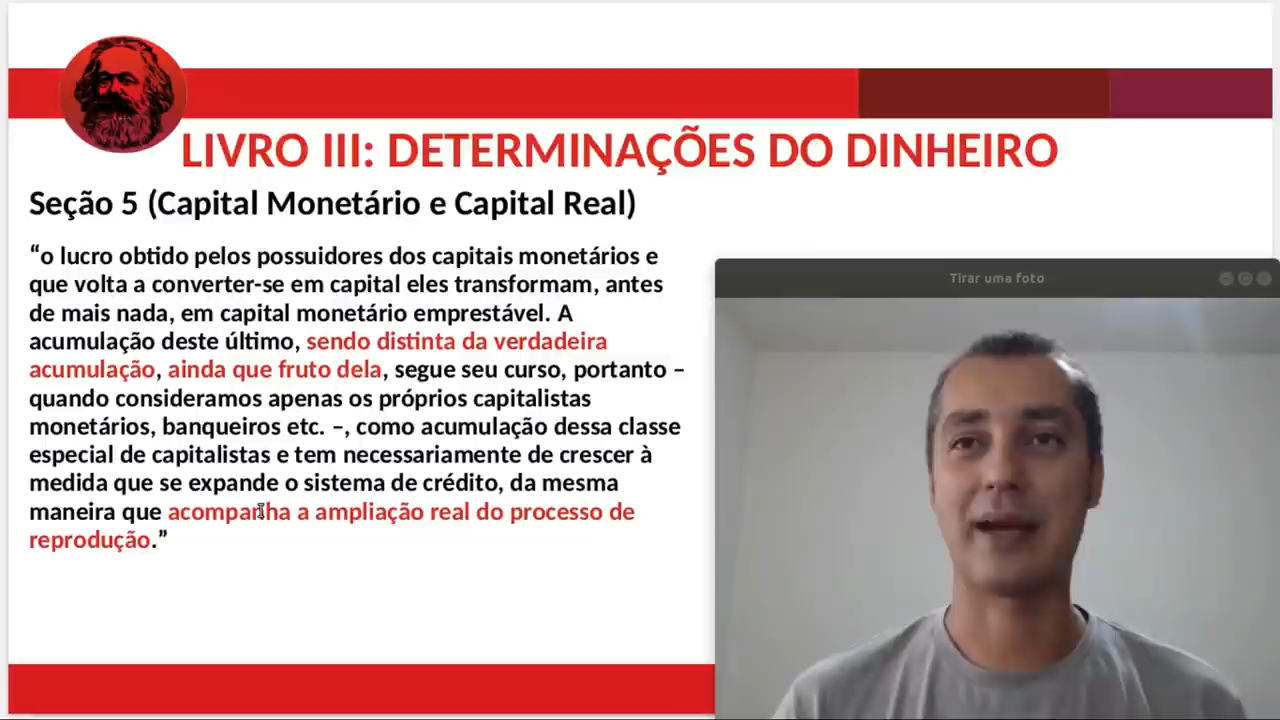 LIVRO III: DETERMINAÇÕES DO DINHEIRO
Seção 5 (Capital Monetário e Capital Real)
“o lucro obtido pelos possuidores dos capitais monetários e
que volta a converter-se em capital eles transformam, antes
de mais nada, em capital monetário emprestável. A
acumulação deste último, sendo distinta da verdadeira
acumulação, ainda que fruto dela, segue seu curso, portanto –
quando consideramos apenas os próprios capitalistas
monetários, banqueiros etc. –, como acumulação dessa classe
especial de capitalistas e tem necessariamente de crescer à
medida que se expande o sistema de crédito, da mesma
maneira que acompanha a ampliação real do processo de
reprodução.”
Tirar uma foto